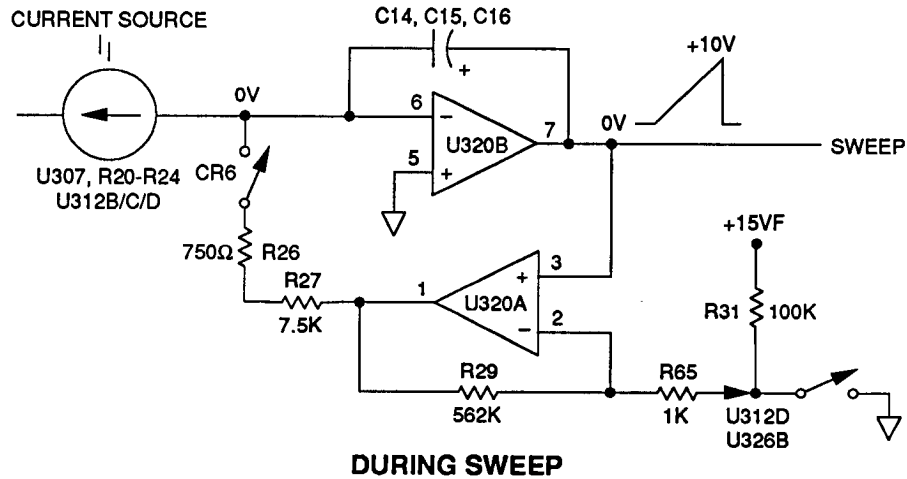 C14, C15, C16
CURRENT SOURCE
+10V
0V
6
−
+
U320B
7
0V
5
+
SWEEP
U307, R20-R24
U312B/C/D
CR6
+15VF
750Ω R26
3
+
R27
1
U320A
R31 100K
7.5K
−
2
R29
R65
562K
1K
U312D
U326B
DURING SWEEP